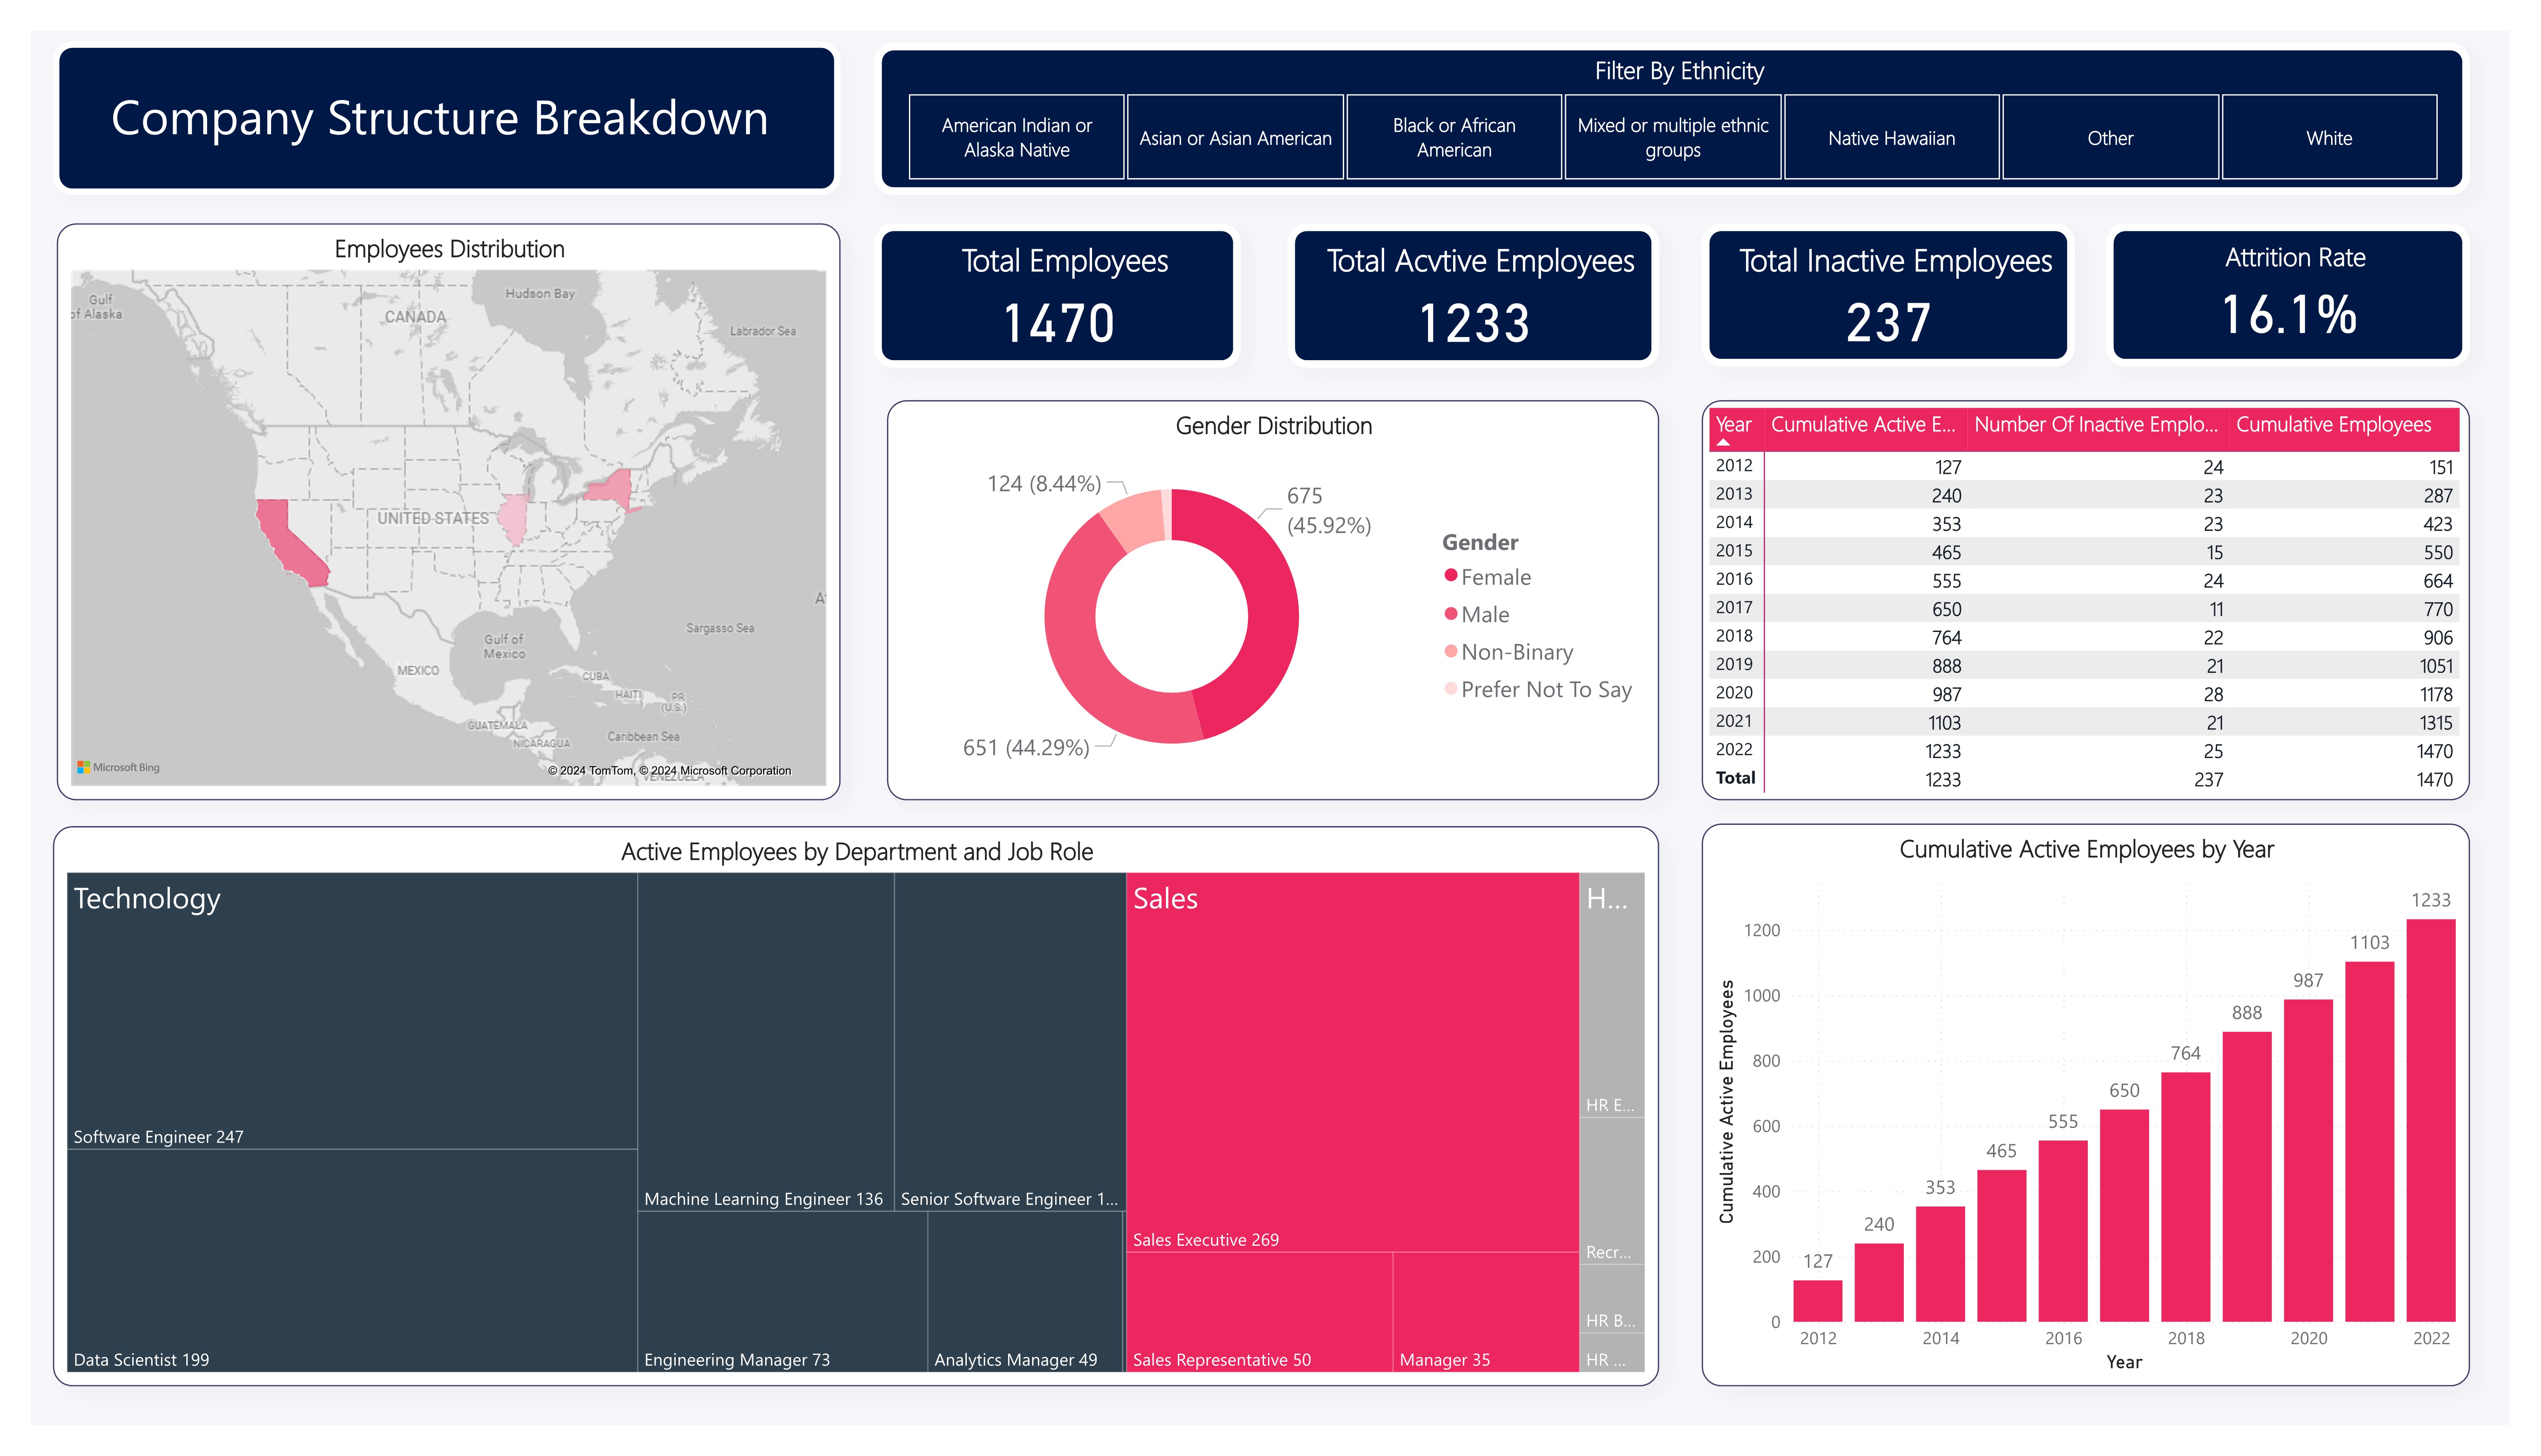 Company Structure Breakdown
Filter By Ethnicity
American Indian or
Alaska Native
Asian or Asian American
Black or African
American
Mixed or multiple ethnic
groups
Native Hawaiian
Other
White
Employees Distribution
Gulf
of Alaska
Hudson Bay
CANADA
Labrador Sea
UNITED STATES
A
Sargasso Sea
Gulf of
Mexico
MEXICO
CUBA
HAITI
PR
(U.S.)
GUATEMALA
NICARAGUA
Caribbean Sea
Microsoft Bing
© 2024 TomTom, © 2024 Microsoft Corporation
VENEZUELA
Total Employees
1470
Total Acvtive Employees
1233
Total Inactive Employees
237
Attrition Rate
16.1%
Gender Distribution
124 (8.44%)
675
(45.92%)
651 (44.29%)
Gender
Female
Male
Non-Binary
Prefer Not To Say
Year Cumulative Active E... Number Of Inactive Emplo... Cumulative Employees
2012 127 24 151
2013 240 23 287
2014 353 23 423
2015 465 15 550
2016 555 24 664
2017 650 11 770
2018 764 22 906
2019 888 21 1051
2020 987 28 1178
2021 1103 21 1315
2022 1233 25 1470
Total 1233 237 1470
Active Employees by Department and Job Role
Technology
Software Engineer 247
Data Scientist 199
Machine Learning Engineer 136
Senior Software Engineer 1...
Engineering Manager 73
Analytics Manager 49
Sales
Sales Executive 269
Sales Representative 50
Manager 35
H...
HR E...
Recr...
HR B...
HR ...
Cumulative Active Employees by Year
Cumulative Active Employees
1200
1000
800
600
400
200
0
127
240
353
465
555
650
764
888
987
1103
1233
2012
2014
2016
2018
2020
2022
Year